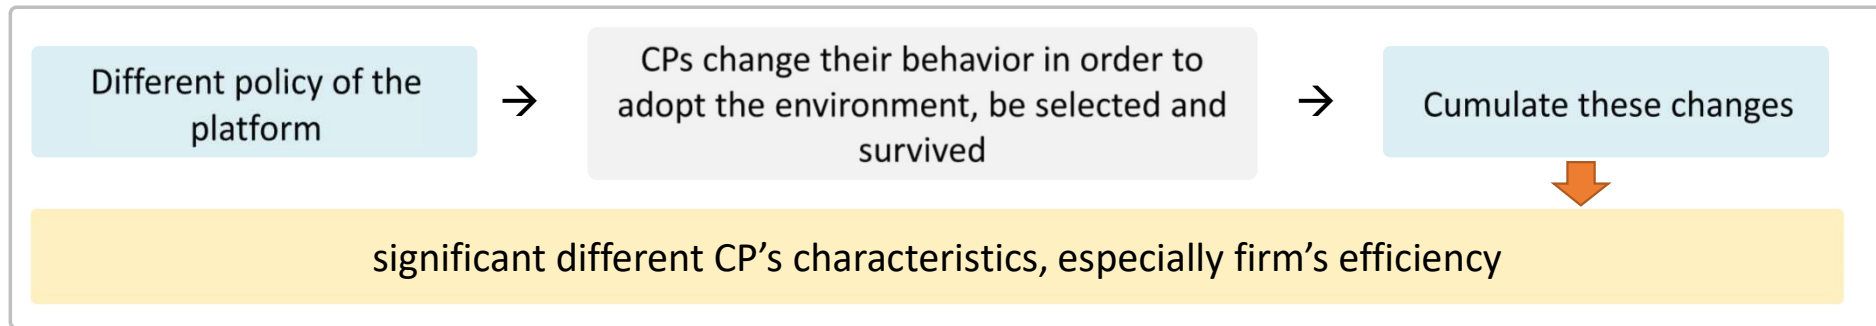 Different policy of the
platform
→
CPs change their behavior in order to
adopt the environment, be selected and
survived
→
Cumulate these changes
significant different CP’s characteristics, especially firm’s efficiency